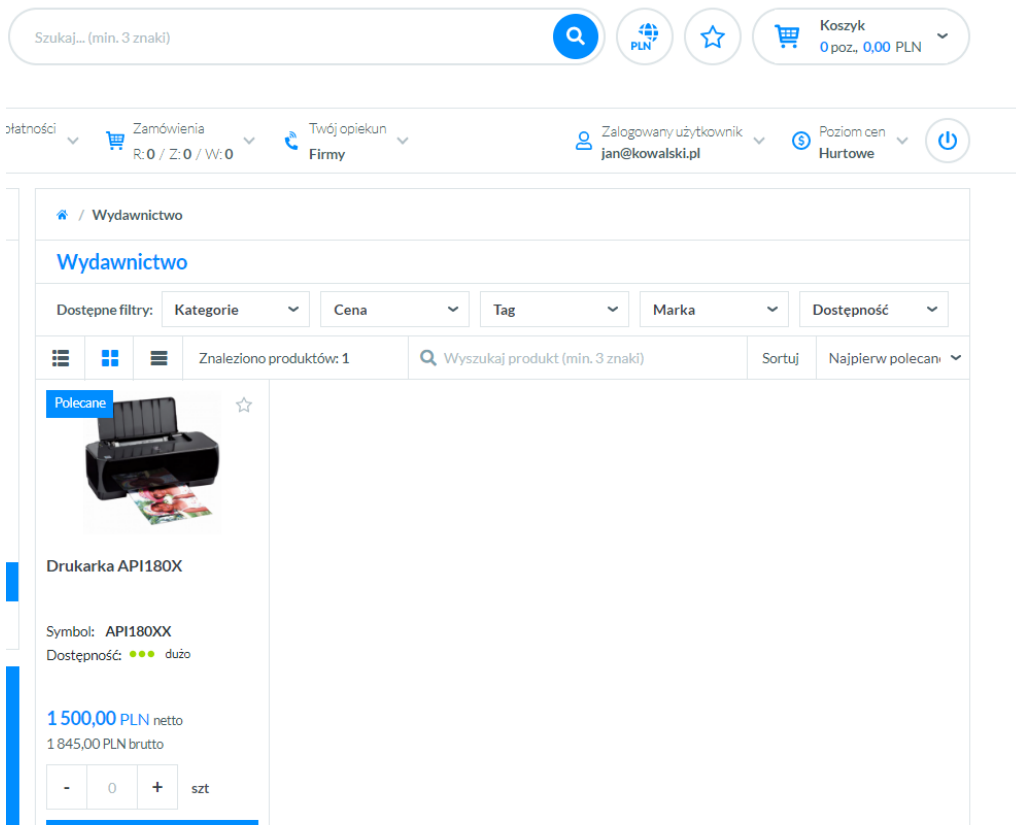 Szukaj... (min. 3 znaki)
PLN
Koszyk
0 poz., 0,00 PLN
Zamówienia
R: 0 / Z: 0 / W: 0
Twój opiekun
Firmy
Zalogowany użytkownik
jan@kowalski.pl
Poziom cen
Hurtowe
/ Wydawnictwo
Wydawnictwo
Dostępne filtry: Kategorie Cena Tag Marka Dostępność
Znaleziono produktów: 1 Wyszukaj produkt (min. 3 znaki) Sortuj Najpierw polecan
Polecane
Drukarka API180X
Symbol: API180XX
Dostępność: dużo
1 500,00 PLN netto
1 845,00 PLN brutto
- 0 + szt